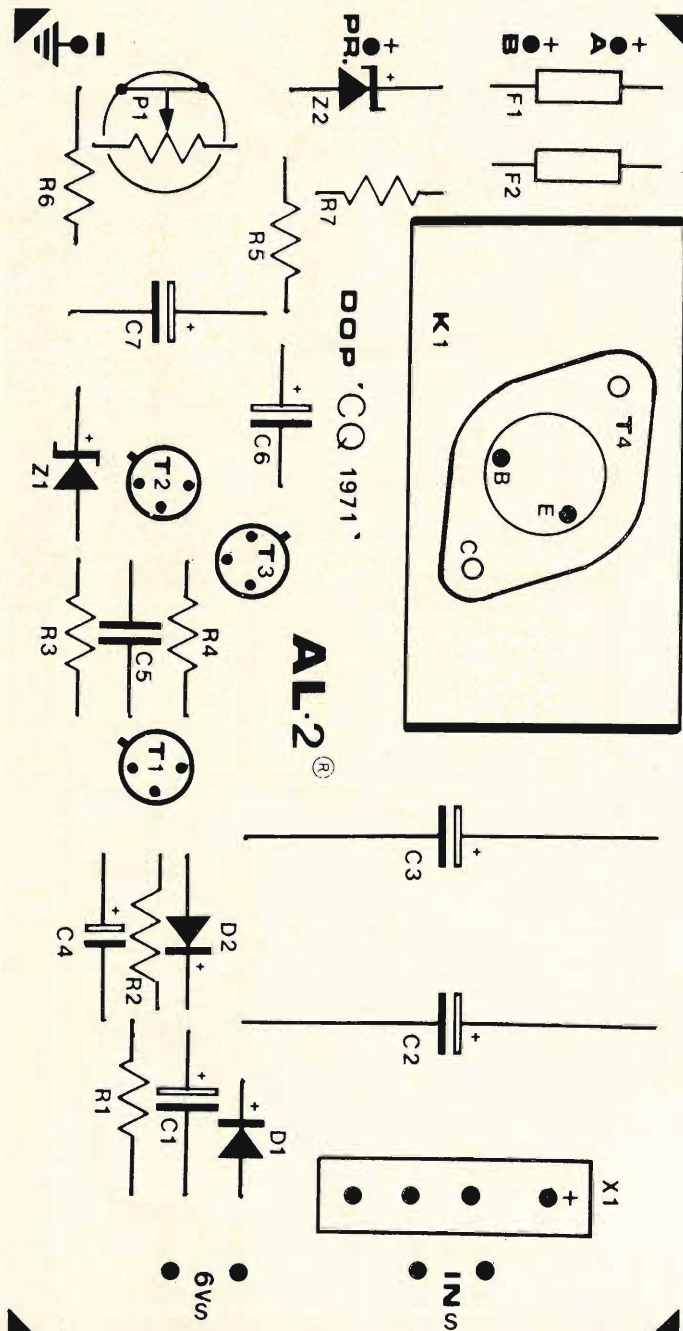 A +
B +
PR. +
-
F1
F2
Z2
+
P1
R6
R7
R5
C7
+
K1
T4
B
E
C
DOP 'CQ 1971'
C6
+
Z1
+
T2
T3
R3
C5
R4
AL·2®
T1
C3
+
C4
+
R2
D2
+
C2
+
R1
C1
+
D1
+
X1
+
6Vs
INs